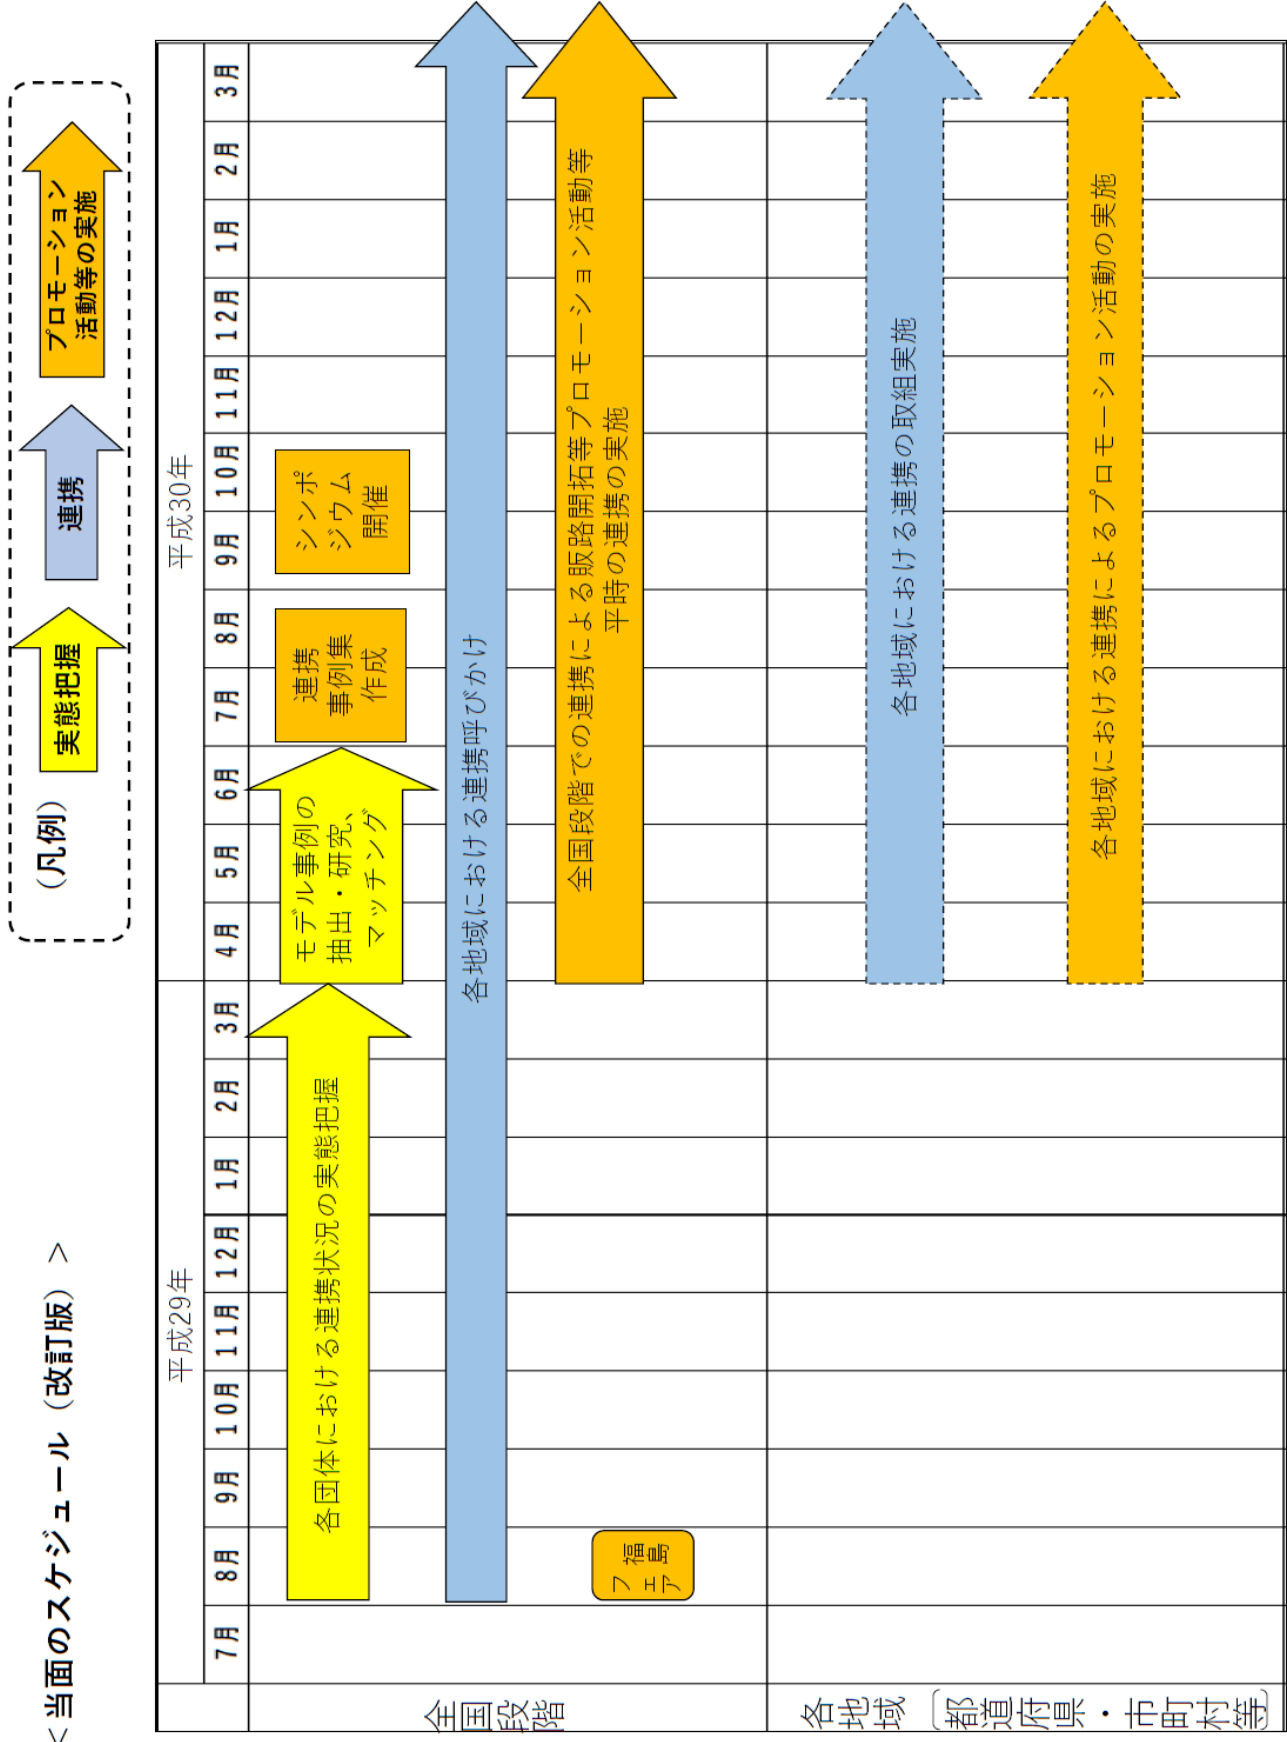 ＜当面のスケジュール（改訂版）＞
（凡例）
実態把握
連携
プロモーション
活動等の実施
平成29年
平成30年
7月
8月
9月
10月
11月
12月
1月
2月
3月
4月
5月
6月
7月
8月
9月
10月
11月
12月
1月
2月
3月
全国段階
各団体における連携状況の実態把握
モデル事例の
抽出・研究、
マッチング
連携
事例集
作成
シンポ
ジウム
開催
各地域における連携呼びかけ
福島
フェア
全国段階での連携による販路開拓等プロモーション活動等
平時の連携の実施
各地域
〔都道府県・市町村等〕
各地域における連携の取組実施
各地域における連携によるプロモーション活動の実施